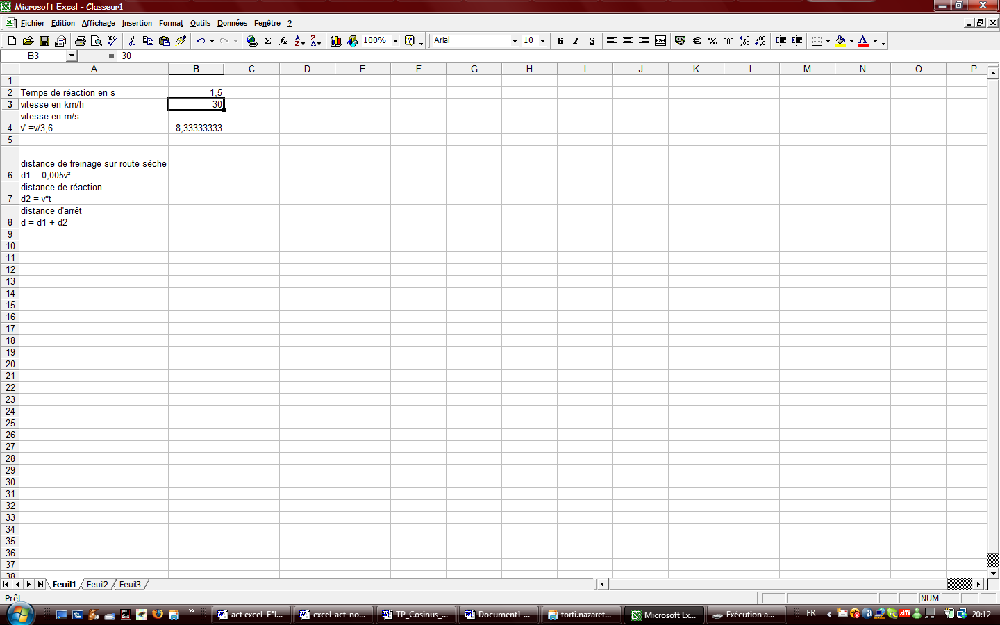 Microsoft Excel - Classeur1
Fichier Edition Affichage Insertion Format Outils Données Fenêtre ?
100% Arial 10 G I S € % 000
B3 = 30
A B C D E F G H I J K L M N O P
1
2 Temps de réaction en s 1,5
3 vitesse en km/h 30
vitesse en m/s
4 v' =v/3,6 8,33333333
5
distance de freinage sur route sèche
6 d1 = 0,005v²
distance de réaction
7 d2 = v*t
distance d'arrêt
8 d = d1 + d2
9
10
11
12
13
14
15
16
17
18
19
20
21
22
23
24
25
26
27
28
29
30
31
32
33
34
35
36
37
38
Feuil1 Feuil2 Feuil3
Prêt NUM
act excel F°l... excel-act-no... TP_Cosinus_... Document1 ... torti.nazaret... Microsoft Ex... Exécution a... FR 20:12